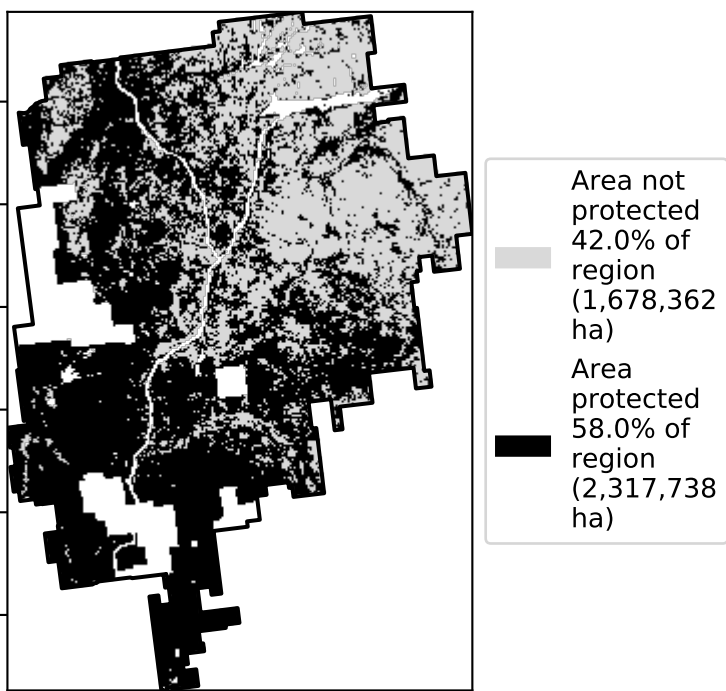 Area not
protected
42.0% of
region
(1,678,362
ha)
Area
protected
58.0% of
region
(2,317,738
ha)